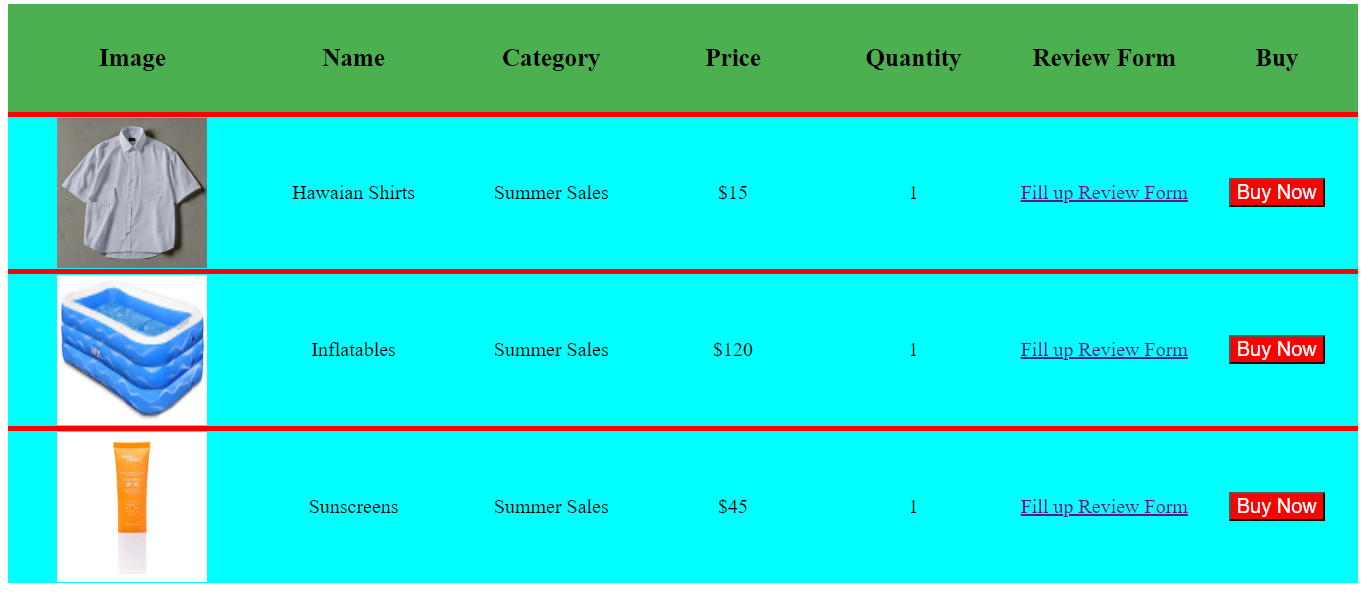 Image Name Category Price Quantity Review Form Buy
Hawaian Shirts Summer Sales $15 1 Fill up Review Form Buy Now
Inflatables Summer Sales $120 1 Fill up Review Form Buy Now
Sunscreens Summer Sales $45 1 Fill up Review Form Buy Now